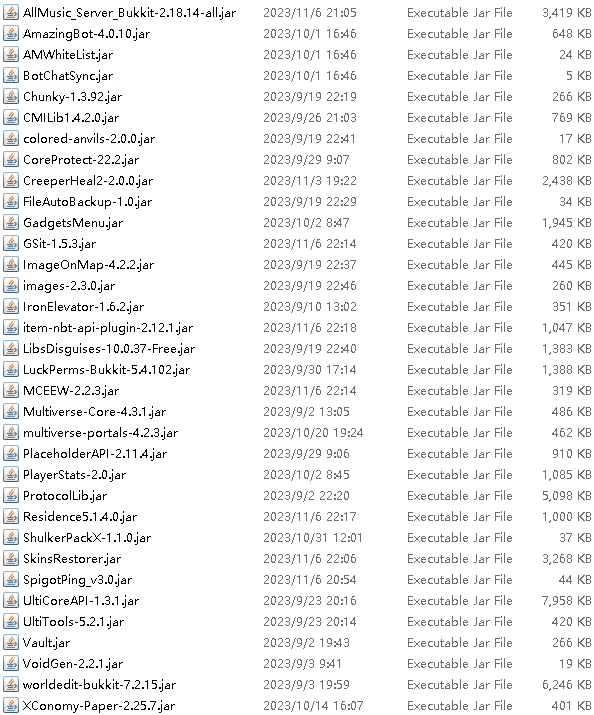 AllMusic_Server_Bukkit-2.18.14-all.jar 2023/11/6 21:05 Executable Jar File 3,419 KB
AmazingBot-4.0.10.jar 2023/10/1 16:46 Executable Jar File 648 KB
AMWhiteList.jar 2023/10/1 16:46 Executable Jar File 24 KB
BotChatSync.jar 2023/10/1 16:46 Executable Jar File 5 KB
Chunky-1.3.92.jar 2023/9/19 22:19 Executable Jar File 266 KB
CMILib1.4.2.0.jar 2023/9/26 21:03 Executable Jar File 769 KB
colored-anvils-2.0.0.jar 2023/9/19 22:41 Executable Jar File 17 KB
CoreProtect-22.2.jar 2023/9/29 9:07 Executable Jar File 802 KB
CreeperHeal2-2.0.0.jar 2023/11/3 19:22 Executable Jar File 2,438 KB
FileAutoBackup-1.0.jar 2023/9/19 22:29 Executable Jar File 34 KB
GadgetsMenu.jar 2023/10/2 8:47 Executable Jar File 1,945 KB
GSit-1.5.3.jar 2023/11/6 22:14 Executable Jar File 420 KB
ImageOnMap-4.2.2.jar 2023/9/19 22:37 Executable Jar File 445 KB
images-2.3.0.jar 2023/9/19 22:46 Executable Jar File 260 KB
IronElevator-1.6.2.jar 2023/9/10 13:02 Executable Jar File 351 KB
item-nbt-api-plugin-2.12.1.jar 2023/11/6 22:18 Executable Jar File 1,047 KB
LibsDisguises-10.0.37-Free.jar 2023/9/19 22:40 Executable Jar File 1,383 KB
LuckPerms-Bukkit-5.4.102.jar 2023/9/30 17:14 Executable Jar File 1,388 KB
MCEEW-2.2.3.jar 2023/11/6 22:14 Executable Jar File 319 KB
Multiverse-Core-4.3.1.jar 2023/9/2 13:05 Executable Jar File 486 KB
multiverse-portals-4.2.3.jar 2023/10/20 19:24 Executable Jar File 462 KB
PlaceholderAPI-2.11.4.jar 2023/9/29 9:06 Executable Jar File 910 KB
PlayerStats-2.0.jar 2023/10/2 8:45 Executable Jar File 1,085 KB
ProtocolLib.jar 2023/9/2 22:20 Executable Jar File 5,098 KB
Residence5.1.4.0.jar 2023/11/6 22:17 Executable Jar File 1,000 KB
ShulkerPackX-1.1.0.jar 2023/10/31 12:01 Executable Jar File 37 KB
SkinsRestorer.jar 2023/11/6 22:06 Executable Jar File 3,268 KB
SpigotPing_v3.0.jar 2023/11/6 20:54 Executable Jar File 44 KB
UltiCoreAPI-1.3.1.jar 2023/9/23 20:16 Executable Jar File 7,958 KB
UltiTools-5.2.1.jar 2023/9/23 20:14 Executable Jar File 420 KB
Vault.jar 2023/9/2 19:43 Executable Jar File 266 KB
VoidGen-2.2.1.jar 2023/9/3 9:41 Executable Jar File 19 KB
worldedit-bukkit-7.2.15.jar 2023/9/3 19:59 Executable Jar File 6,246 KB
XConomy-Paper-2.25.7.jar 2023/10/14 16:07 Executable Jar File 401 KB